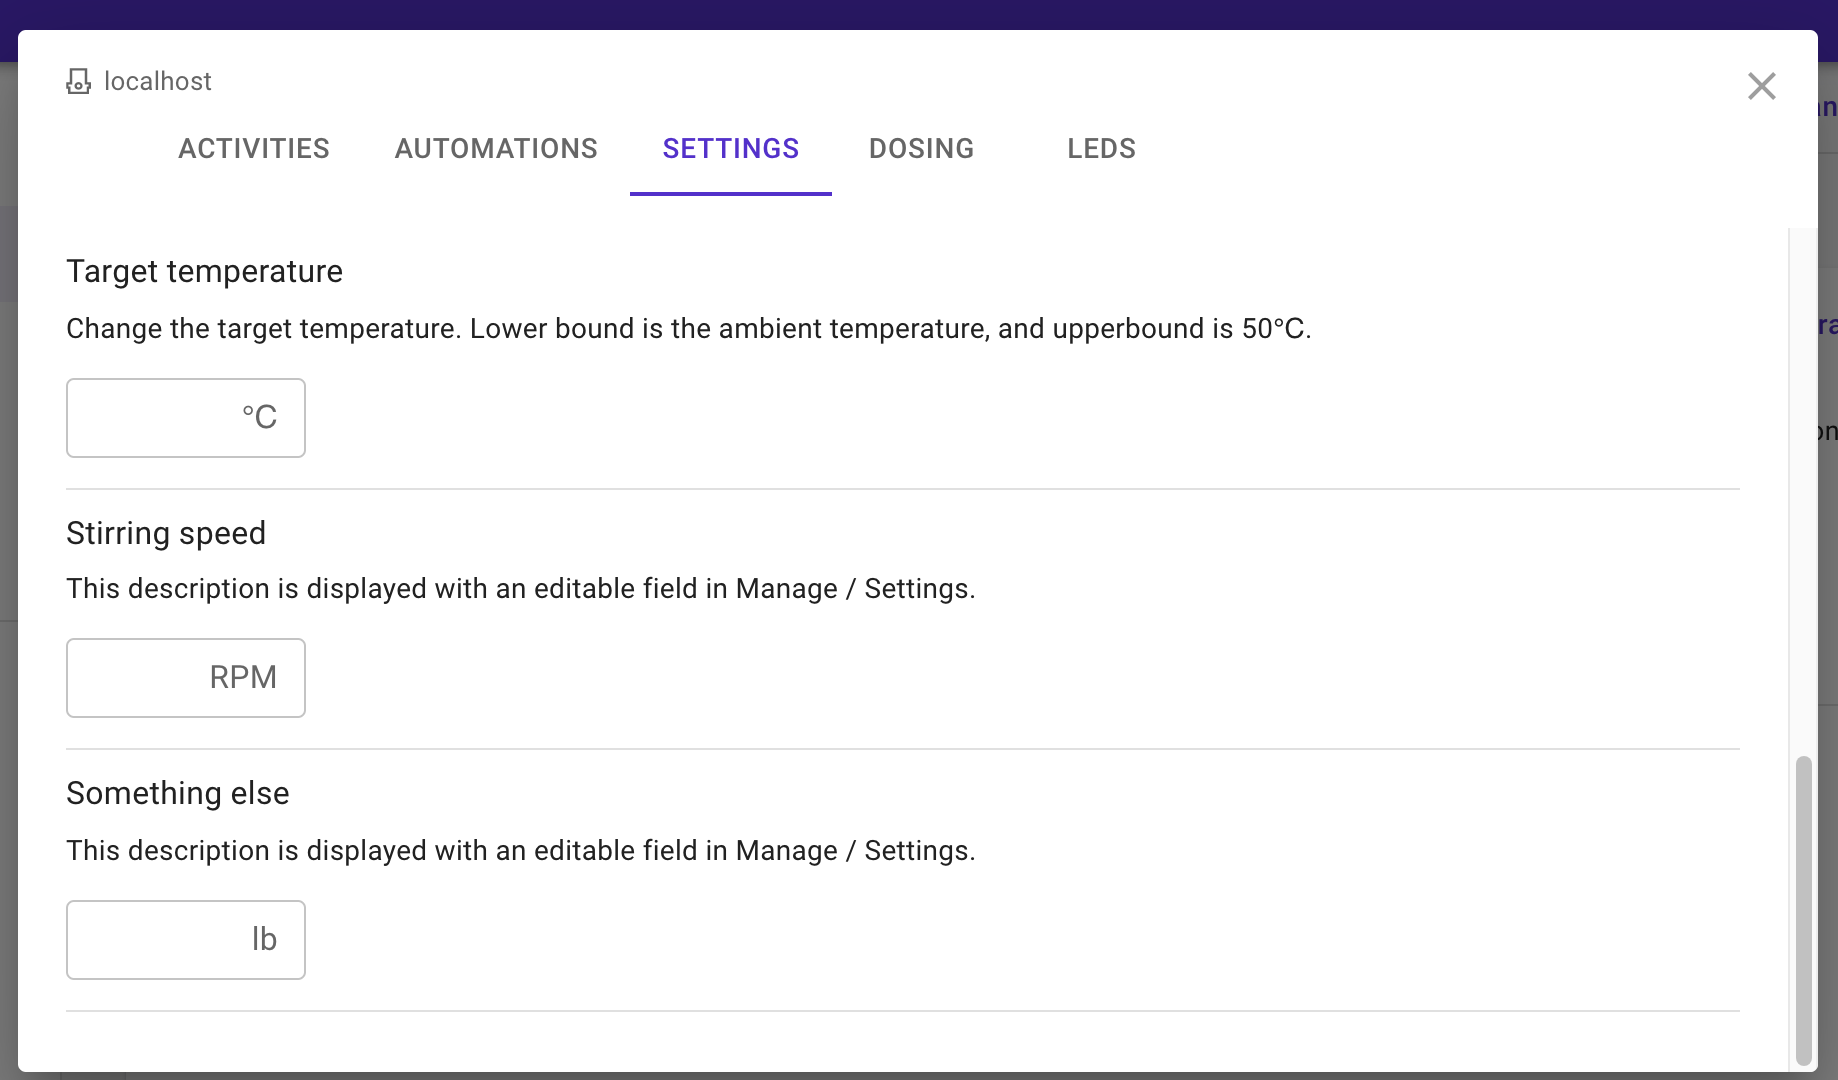 localhost
ACTIVITIES AUTOMATIONS SETTINGS DOSING LEDS
Target temperature
Change the target temperature. Lower bound is the ambient temperature, and upperbound is 50°C.
°C
Stirring speed
This description is displayed with an editable field in Manage / Settings.
RPM
Something else
This description is displayed with an editable field in Manage / Settings.
lb